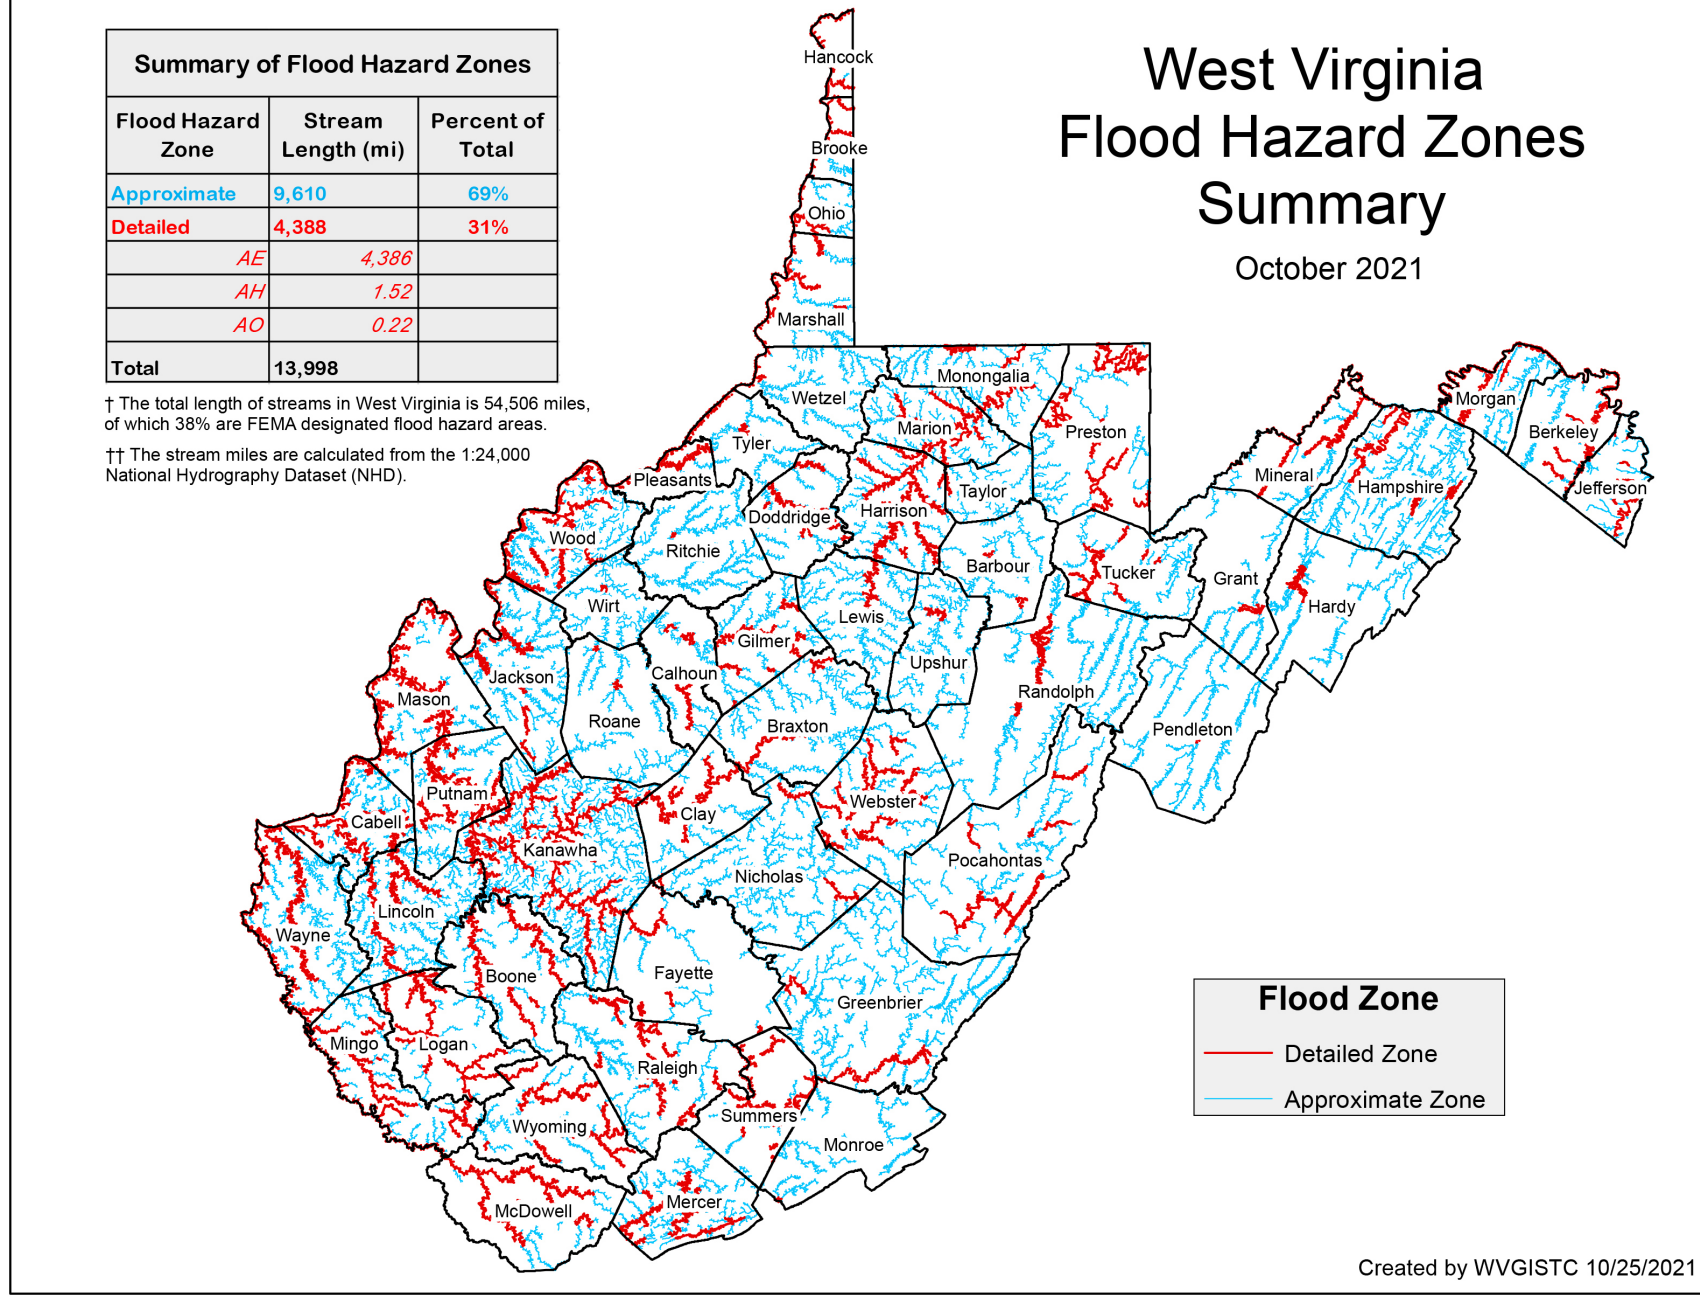 Summary of Flood Hazard Zones
Flood Hazard Zone
Stream Length (mi)
Percent of Total
Approximate 9,610 69%
Detailed 4,388 31%
AE 4,386
AH 1.52
AO 0.22
Total 13,998
† The total length of streams in West Virginia is 54,506 miles,
of which 38% are FEMA designated flood hazard areas.
†† The stream miles are calculated from the 1:24,000
National Hydrography Dataset (NHD).
West Virginia
Flood Hazard Zones
Summary
October 2021
Hancock
Brooke
Ohio
Marshall
Wetzel
Monongalia
Marion
Preston
Tyler
Pleasants
Doddridge
Harrison
Taylor
Wood
Ritchie
Barbour
Tucker
Mineral
Hampshire
Morgan
Berkeley
Jefferson
Grant
Hardy
Wirt
Lewis
Gilmer
Calhoun
Upshur
Jackson
Randolph
Mason
Roane
Braxton
Pendleton
Putnam
Cabell
Clay
Webster
Kanawha
Nicholas
Pocahontas
Lincoln
Wayne
Boone
Fayette
Greenbrier
Mingo
Logan
Raleigh
Summers
Wyoming
Monroe
Mercer
McDowell
Flood Zone
Detailed Zone
Approximate Zone
Created by WVGISTC 10/25/2021